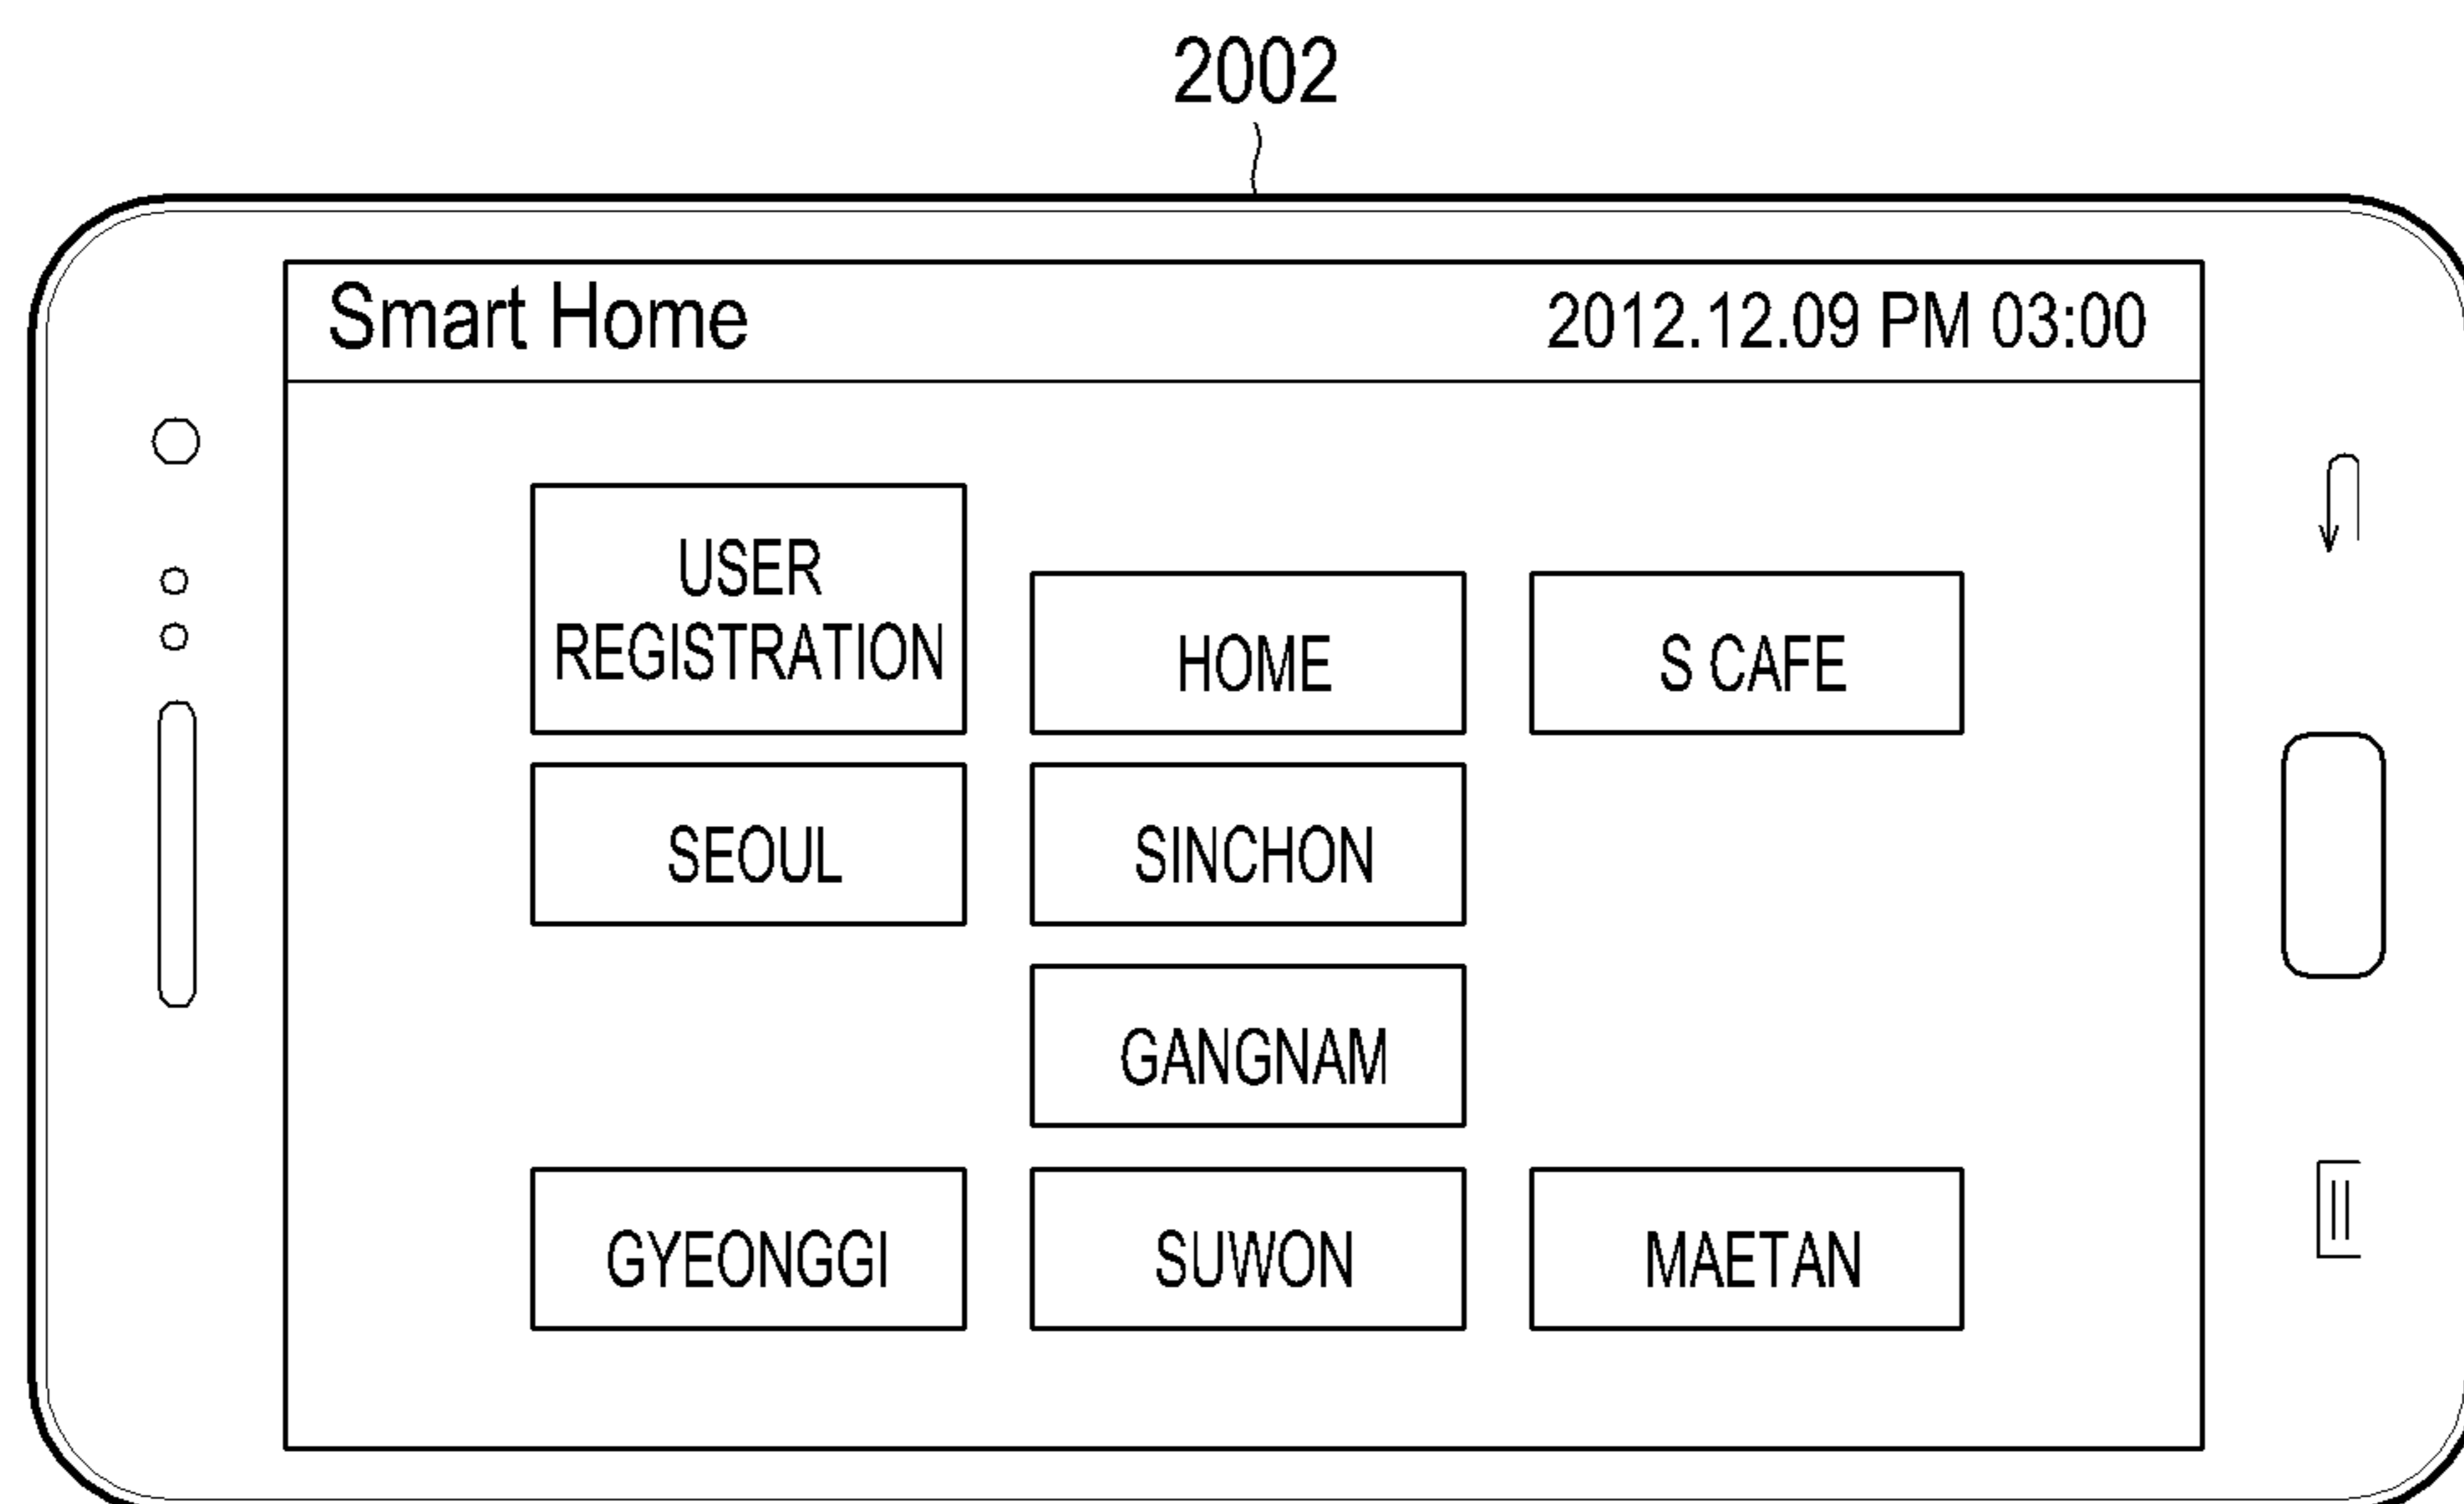 2002
Smart Home 2012.12.09 PM 03:00
USER
REGISTRATION
HOME
S CAFE
SEOUL
SINCHON
GANGNAM
GYEONGGI
SUWON
MAETAN